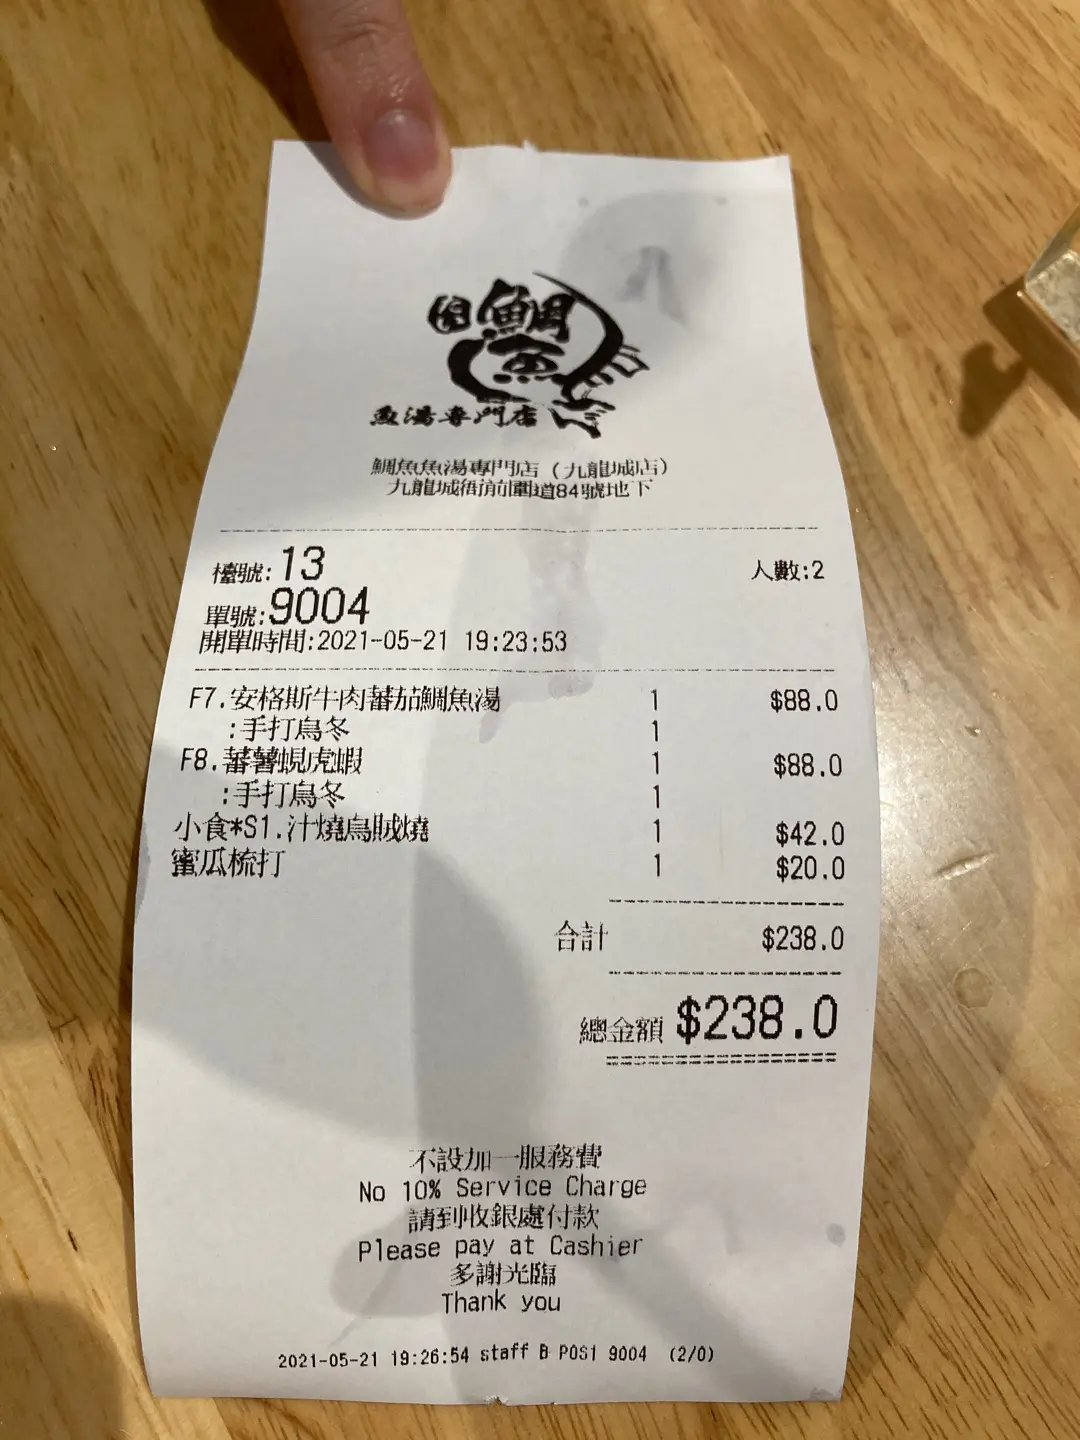 鯛魚
魚湯專門店
鯛魚魚湯專門店(九龍城店)
九龍城衙前圍道84號地下
檯號:13 人數:2
單號:9004
開單時間:2021-05-21 19:23:53
F7.安格斯牛肉蕃茄鯛魚湯 1 $88.0
:手打烏冬 1
F8.蕃薯蜆虎蝦 1 $88.0
:手打烏冬 1
小食*S1.汁燒烏賊燒 1 $42.0
蜜瓜梳打 1 $20.0
合計 $238.0
總金額 $238.0
不設加一服務費
No 10% Service Charge
請到收銀處付款
Please pay at Cashier
多謝光臨
Thank you
2021-05-21 19:26:54 staff B POS1 9004 (2/0)